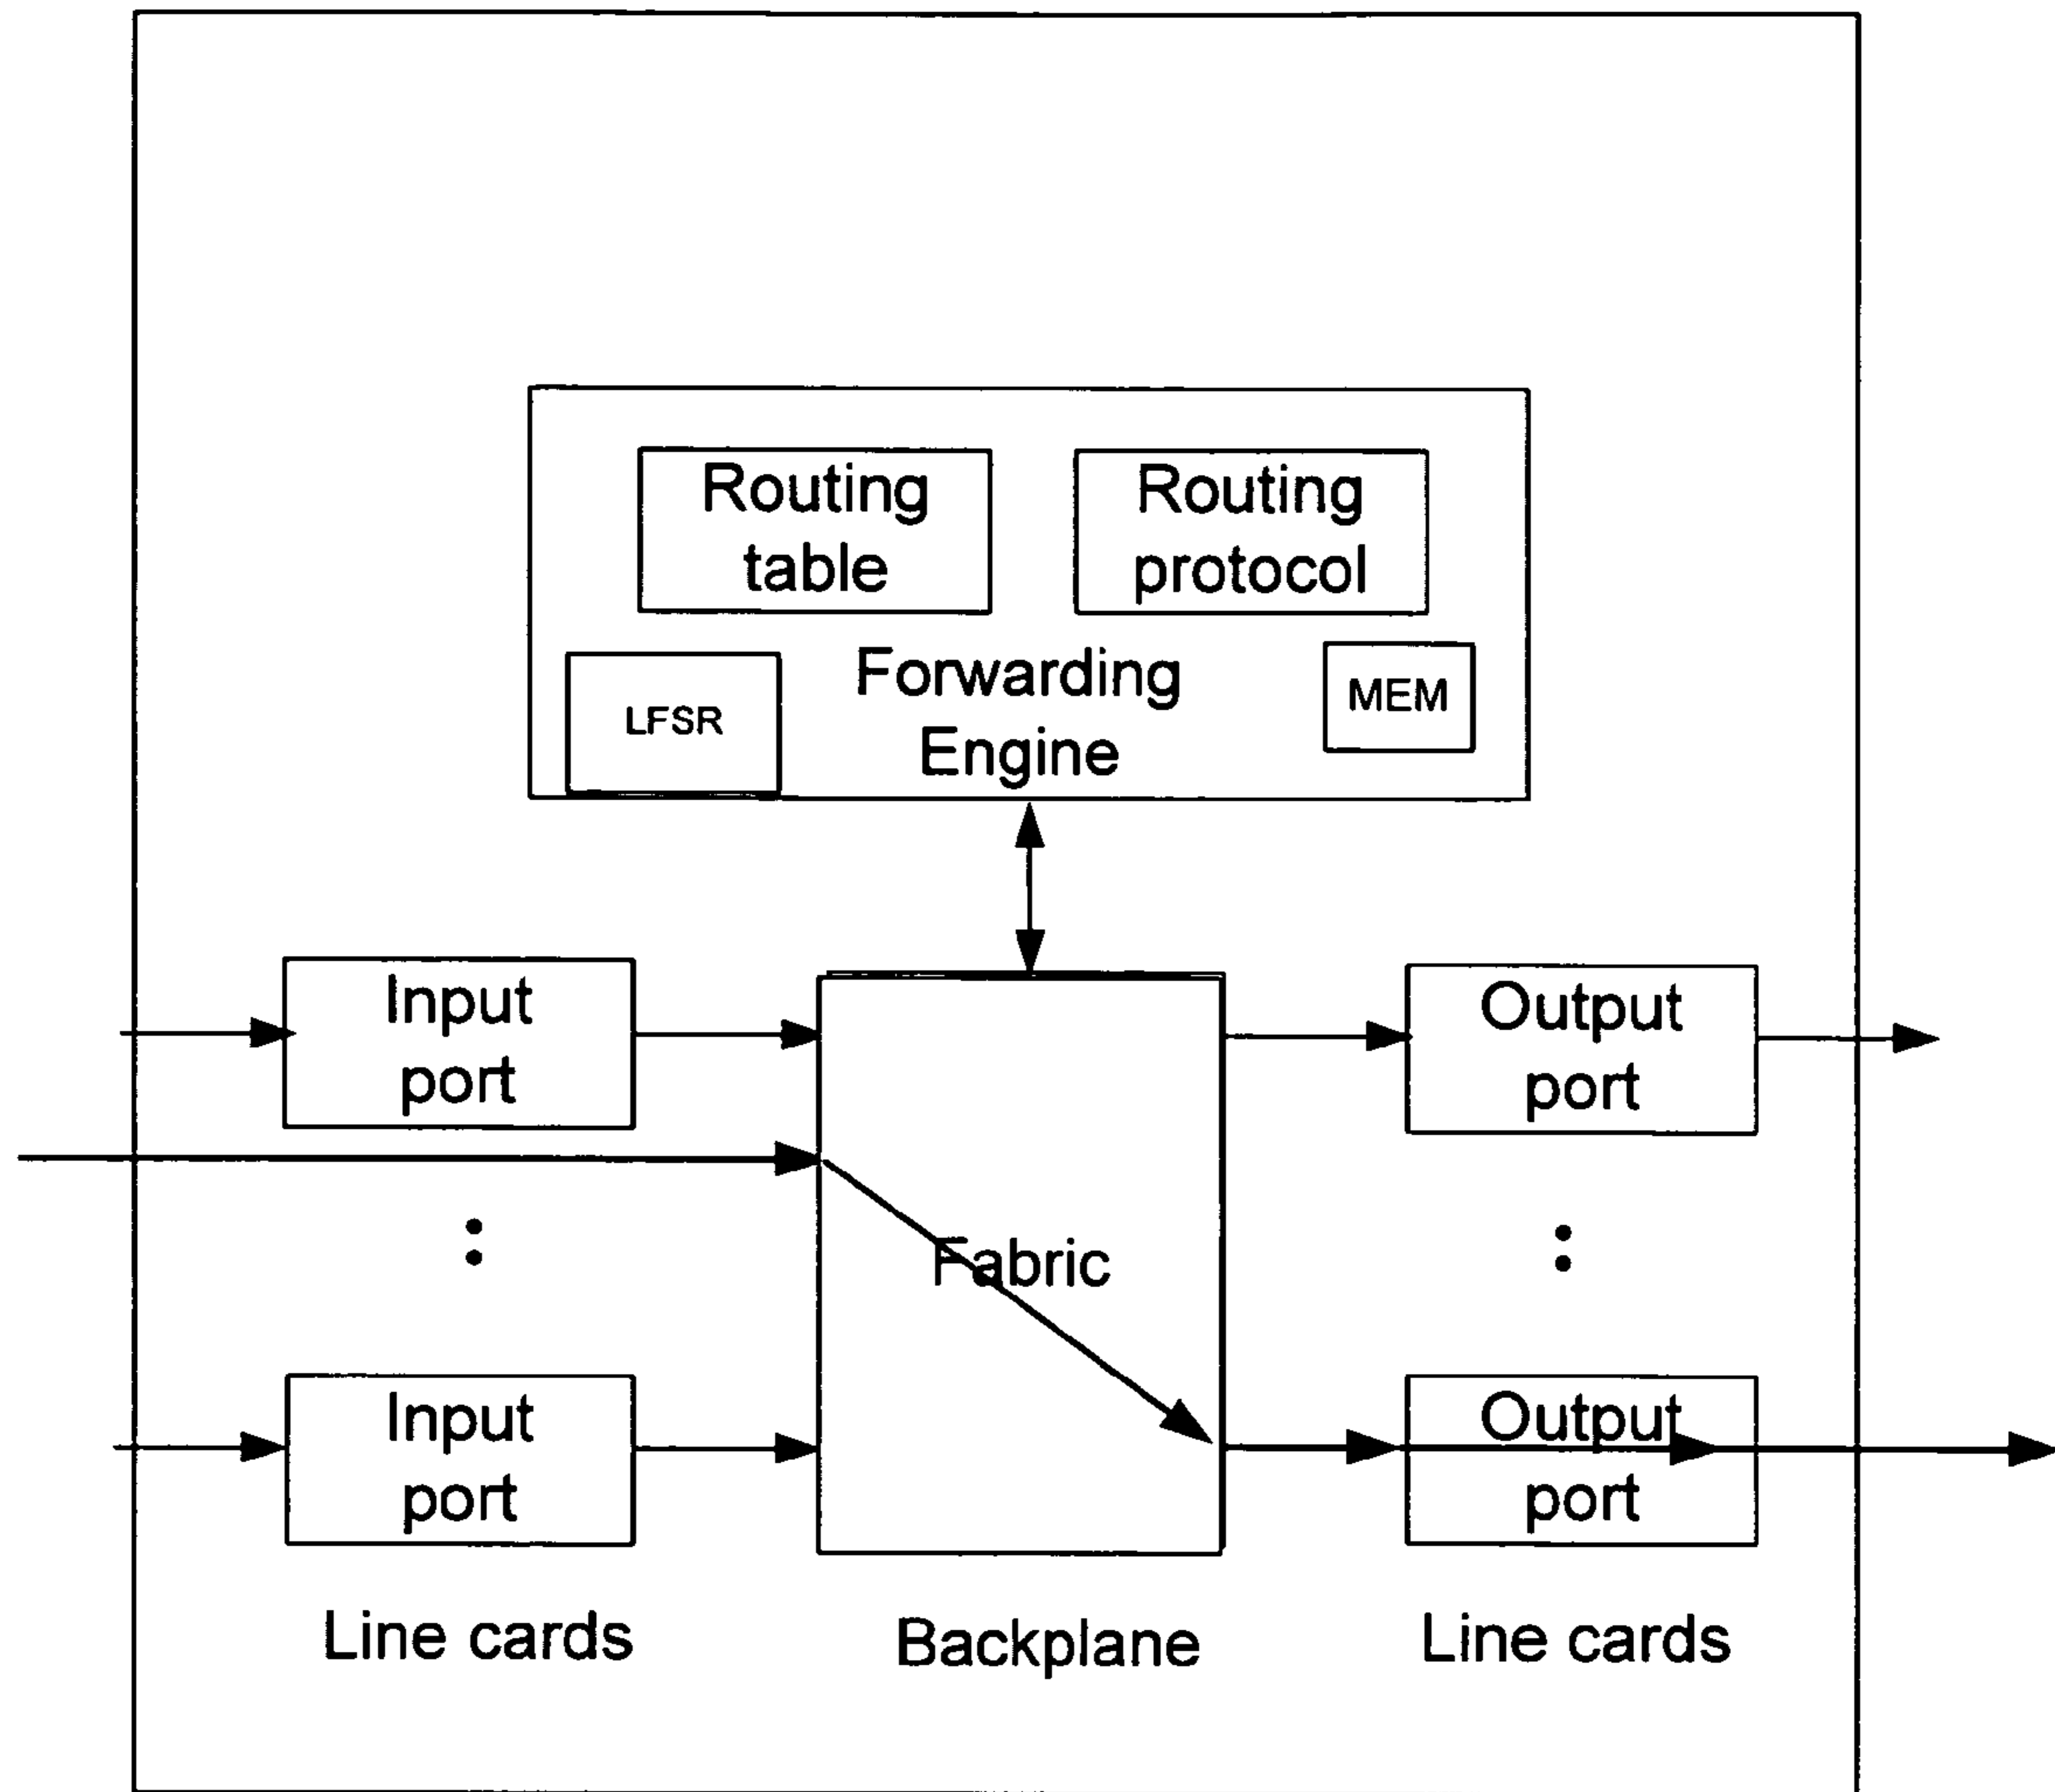 Routing
table
Routing
protocol
LFSR
Forwarding
Engine
MEM
Input
port
Output
port
Fabric
Input
port
Output
port
Line cards
Backplane
Line cards